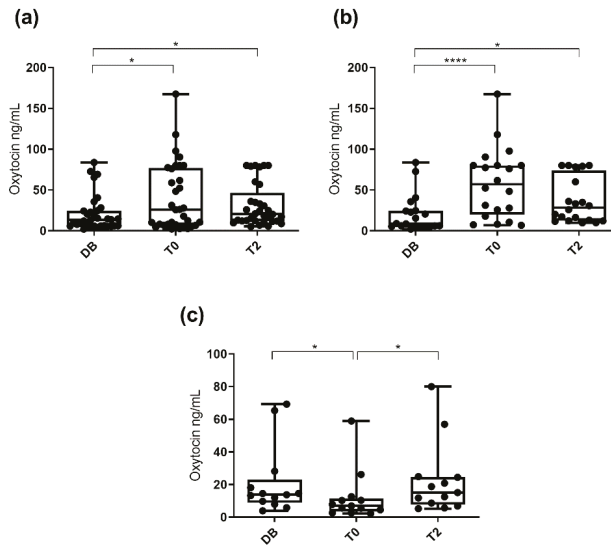 (a)
*
*
Oxytocin ng/mL
200
150
100
50
0
DB
T0
T2
(b)
*
****
Oxytocin ng/mL
200
150
100
50
0
DB
T0
T2
(c)
*
*
Oxytocin ng/mL
100
80
60
40
20
0
DB
T0
T2